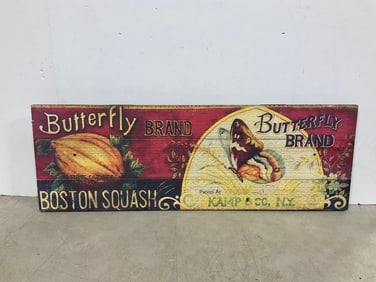 Butterfly
BRAND
BOSTON SQUASH
BUTTERFLY
BRAND
PACKED BY
KAMP & CO, N.Y.